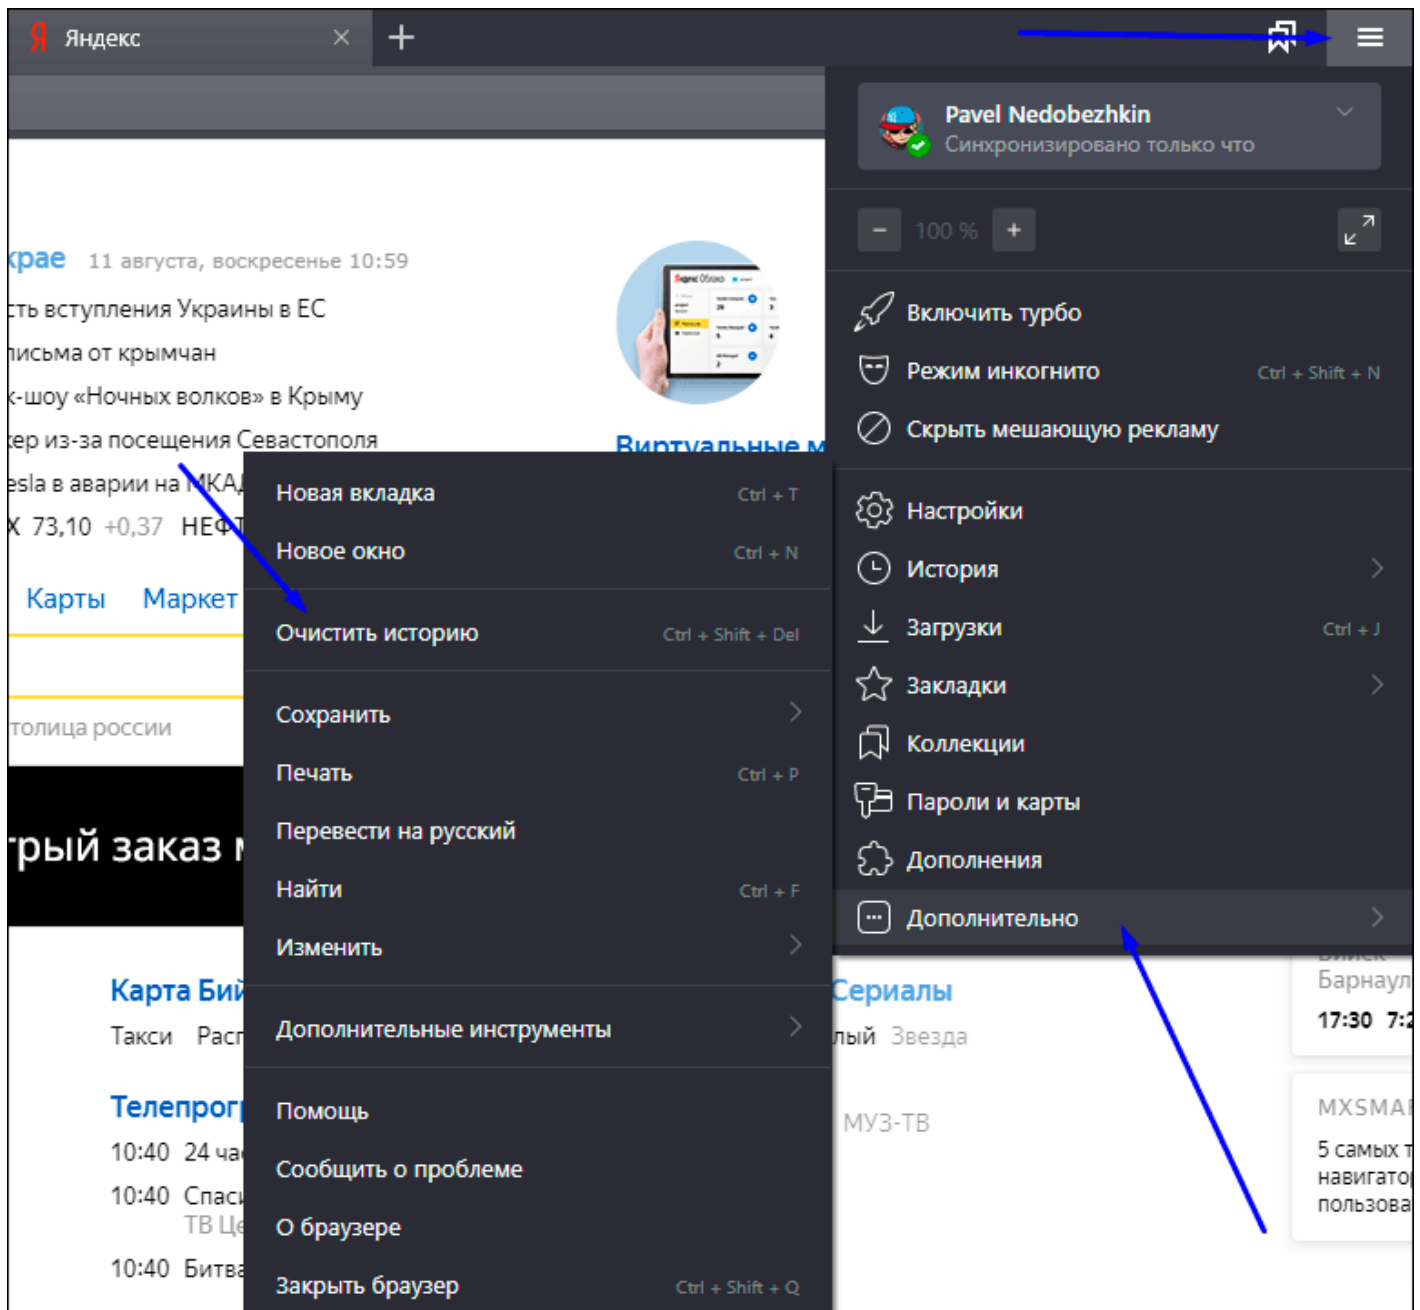 Я Яндекс
Pavel Nedobezhkin
Синхронизировано только что
100 %
Включить турбо
Режим инкогнито Ctrl + Shift + N
Скрыть мешающую рекламу
Настройки
История
Загрузки Ctrl + J
Закладки
Коллекции
Пароли и карты
Дополнения
Дополнительно
крае 11 августа, воскресенье 10:59
сть вступления Украины в ЕС
письма от крымчан
к-шоу «Ночных волков» в Крыму
кер из-за посещения Севастополя
esla в аварии на МКАД
Х 73,10 +0,37 НЕФТ
Виртуальные м
Карты Маркет
толица россии
трый заказ м
Новая вкладка Ctrl + T
Новое окно Ctrl + N
Очистить историю Ctrl + Shift + Del
Сохранить
Печать Ctrl + P
Перевести на русский
Найти Ctrl + F
Изменить
Дополнительные инструменты
Помощь
Сообщить о проблеме
О браузере
Закрыть браузер Ctrl + Shift + Q
Карта Бий
Такси Расп
Телепрог
10:40 24 час
10:40 Спаси
ТВ Це
10:40 Битва
Сериалы
лый Звезда
МУЗ-ТВ
Барнаул
17:30 7:2
MXSMAR
5 самых т
навигатор
пользова